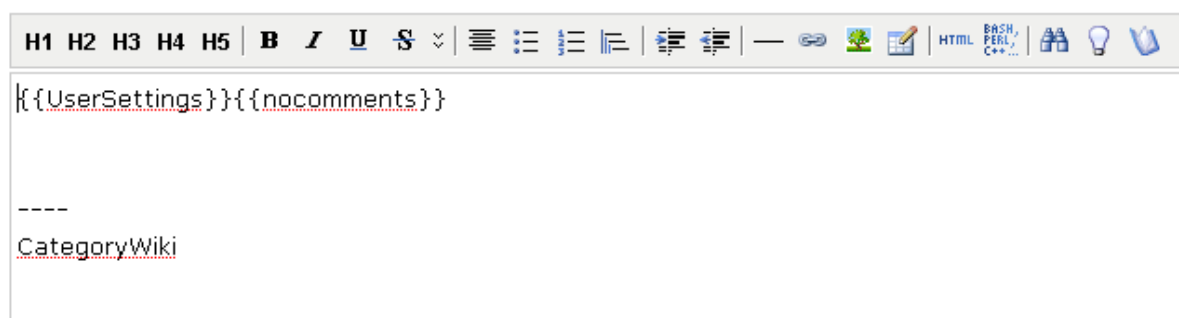 H1 H2 H3 H4 H5 B I U S HTML BASH, PERL, C++...
{{UserSettings}}{{nocomments}}
----
CategoryWiki